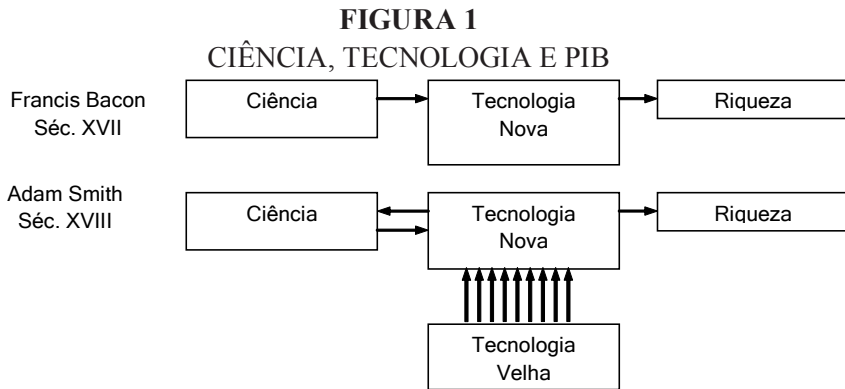 FIGURA 1
CIÊNCIA, TECNOLOGIA E PIB
Francis Bacon
Séc. XVII
Ciência
Tecnologia
Nova
Riqueza
Adam Smith
Séc. XVIII
Ciência
Tecnologia
Nova
Riqueza
Tecnologia
Velha